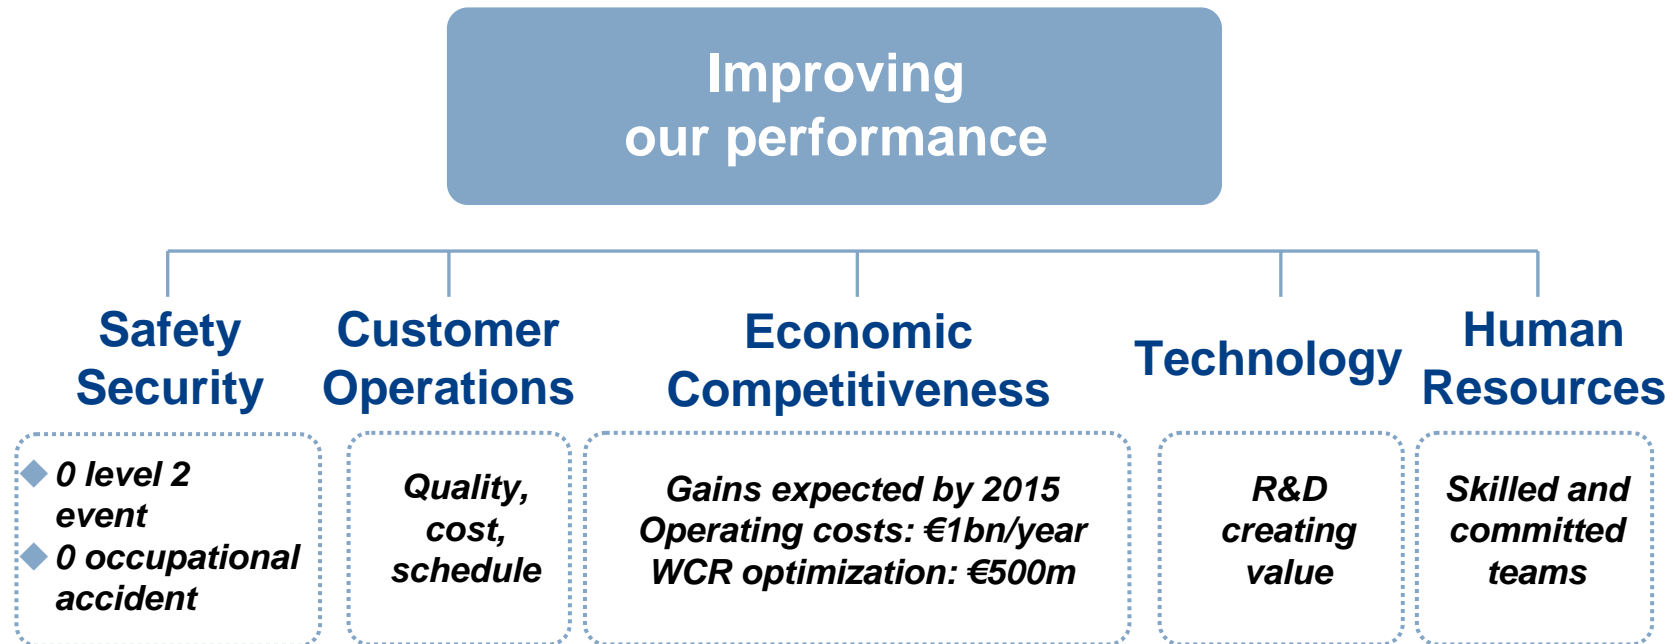 Improving
our performance
Safety
Security
Customer
Operations
Economic
Competitiveness
Technology
Human
Resources
0 level 2
event
0 occupational
accident
Quality,
cost,
schedule
Gains expected by 2015
Operating costs: €1bn/year
WCR optimization: €500m
R&D
creating
value
Skilled and
committed
teams